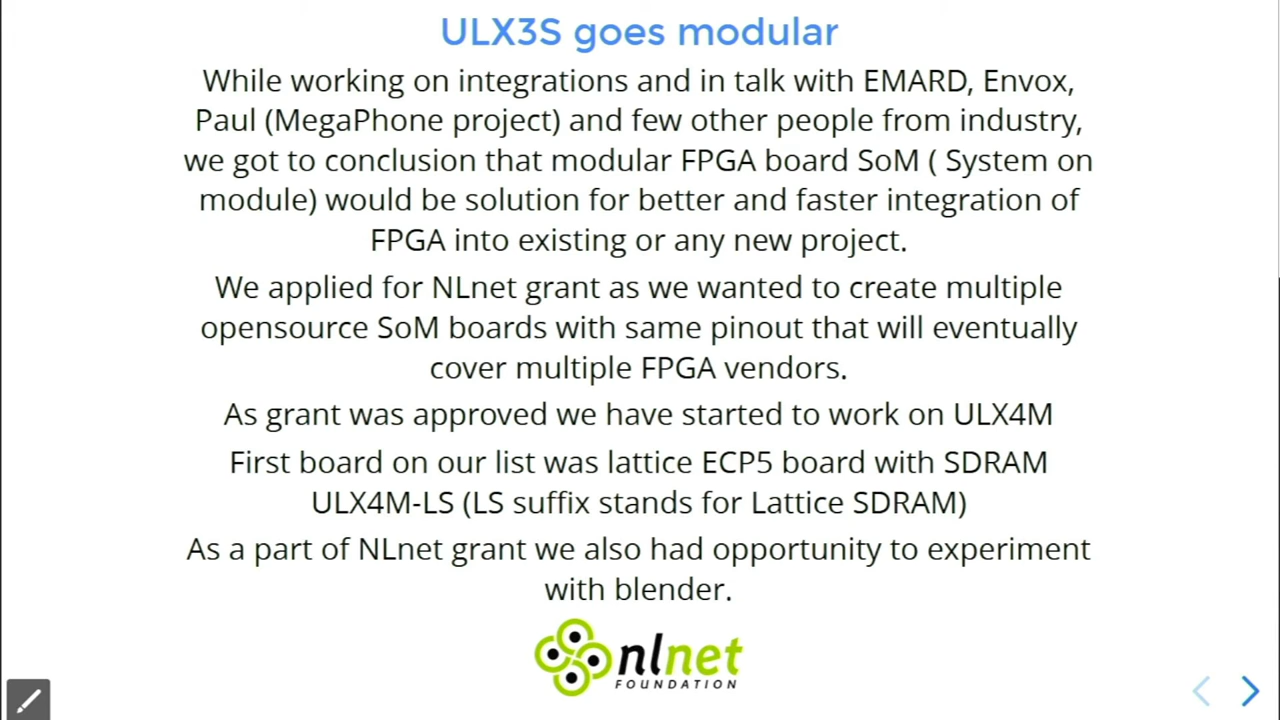 ULX3S goes modular
While working on integrations and in talk with EMARD, Envox,
Paul (MegaPhone project) and few other people from industry,
we got to conclusion that modular FPGA board SoM ( System on
module) would be solution for better and faster integration of
FPGA into existing or any new project.
We applied for NLnet grant as we wanted to create multiple
opensource SoM boards with same pinout that will eventually
cover multiple FPGA vendors.
As grant was approved we have started to work on ULX4M
First board on our list was lattice ECP5 board with SDRAM
ULX4M-LS (LS suffix stands for Lattice SDRAM)
As a part of NLnet grant we also had opportunity to experiment
with blender.
nlnet
FOUNDATION